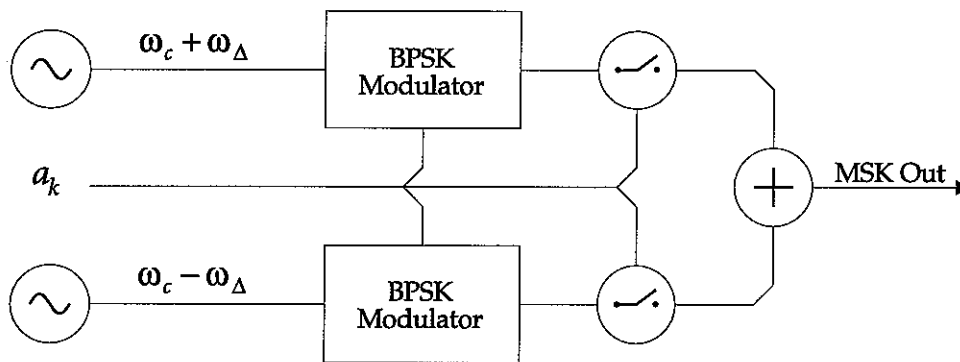 ω_c + ω_Δ
BPSK
Modulator
a_k
MSK Out
ω_c − ω_Δ
BPSK
Modulator